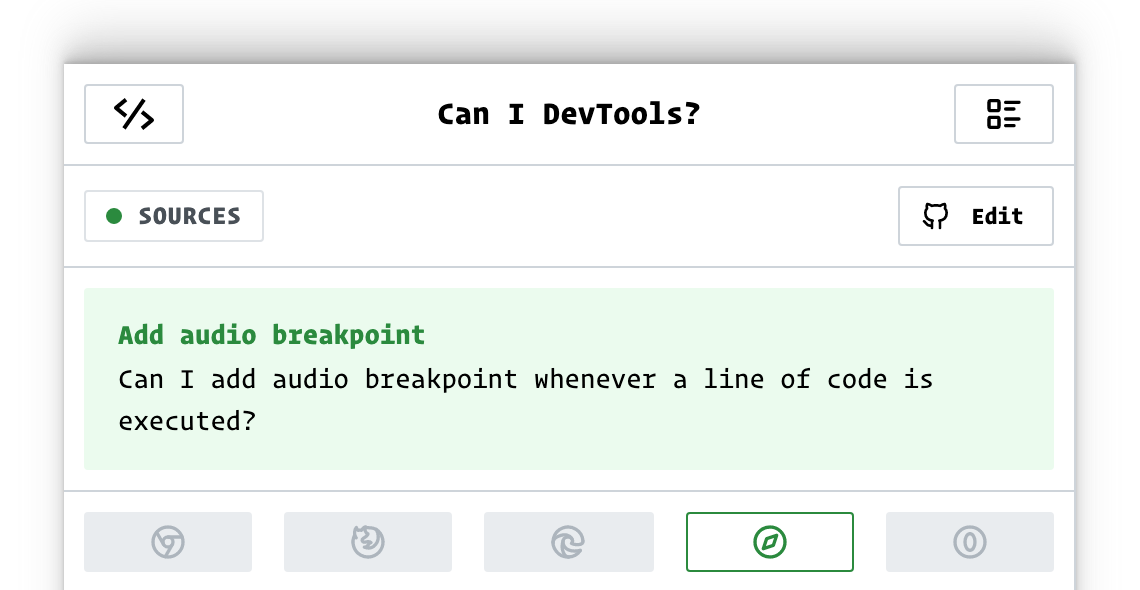 Can I DevTools?
SOURCES
Edit
Add audio breakpoint
Can I add audio breakpoint whenever a line of code is
executed?